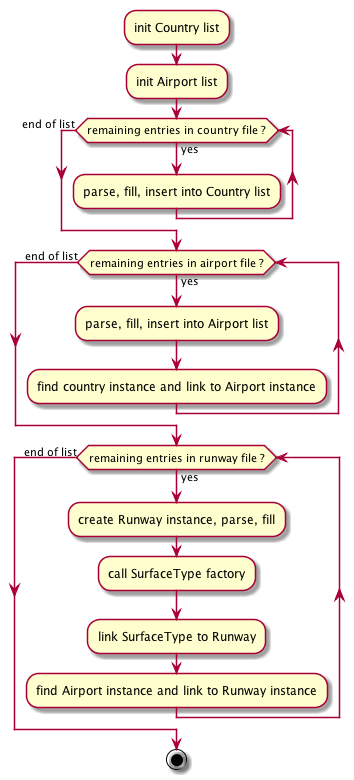 init Country list
init Airport list
end of list
remaining entries in country file ?
yes
parse, fill, insert into Country list
end of list
remaining entries in airport file ?
yes
parse, fill, insert into Airport list
find country instance and link to Airport instance
end of list
remaining entries in runway file ?
yes
create Runway instance, parse, fill
call SurfaceType factory
link SurfaceType to Runway
find Airport instance and link to Runway instance